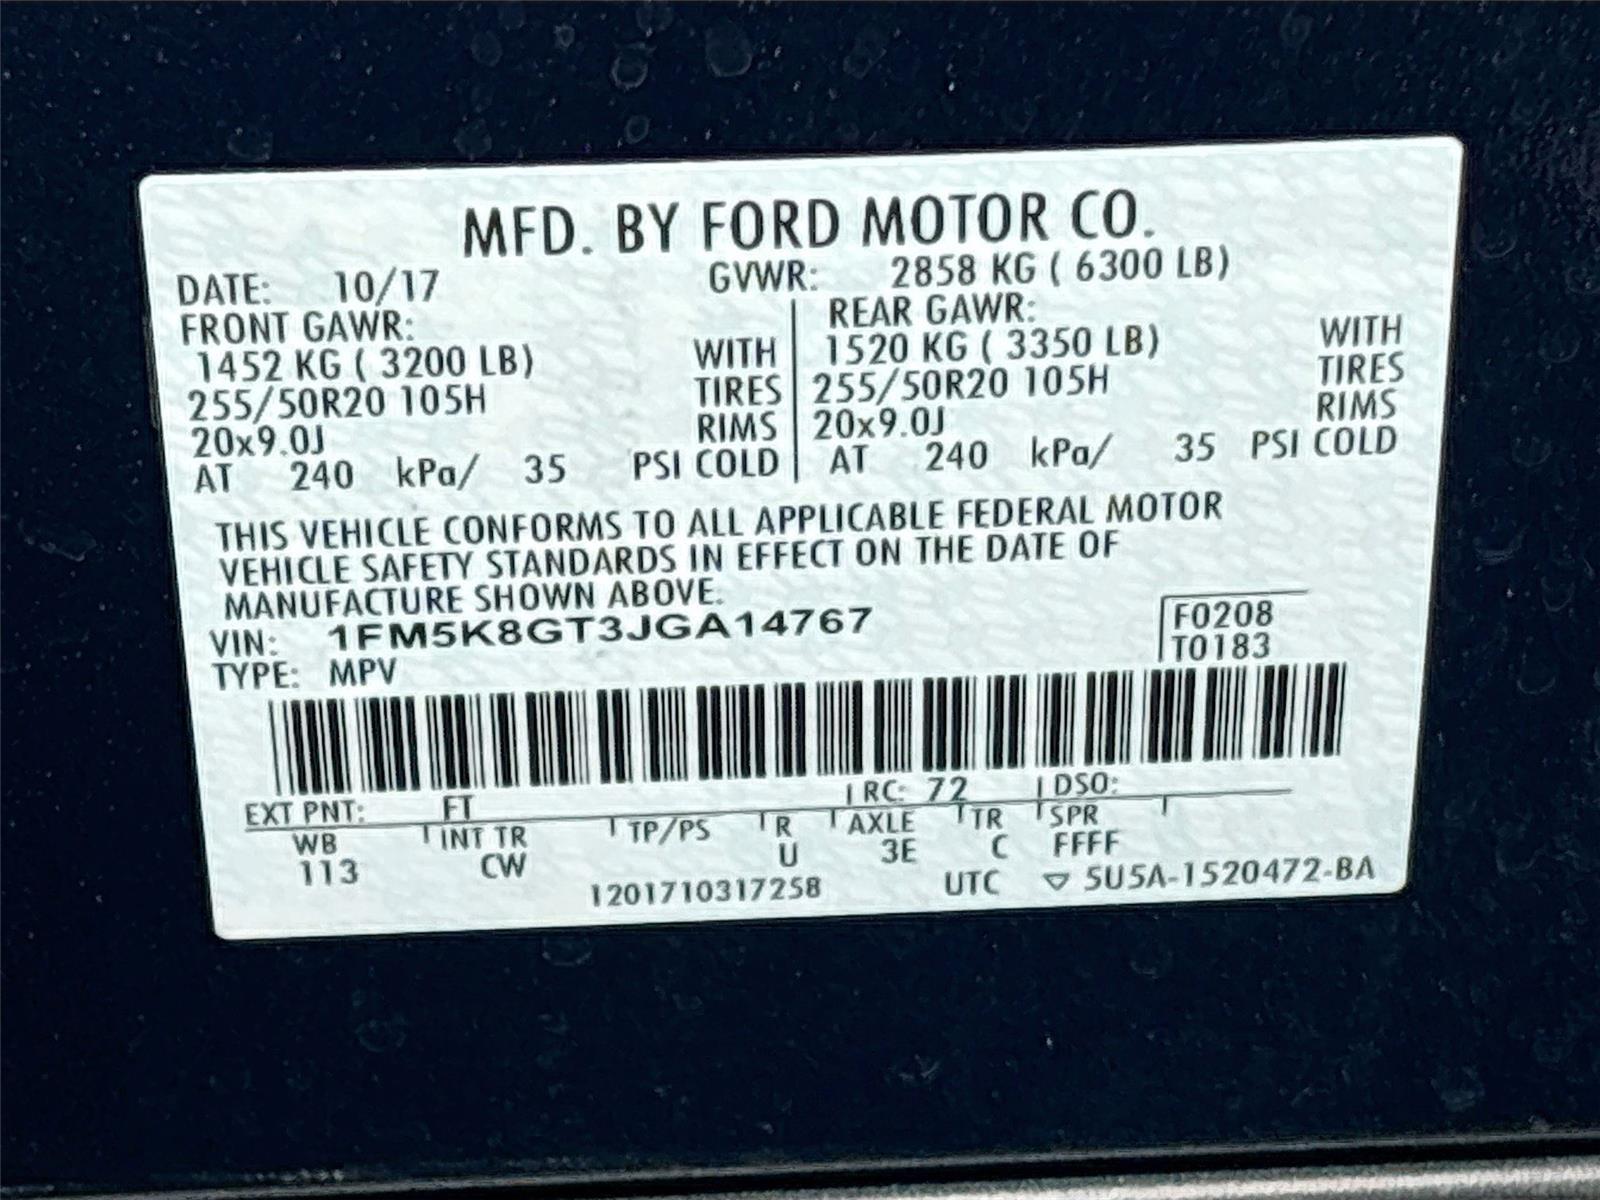 MFD. BY FORD MOTOR CO.
DATE: 10/17 GVWR: 2858 KG ( 6300 LB)
FRONT GAWR: REAR GAWR:
1452 KG ( 3200 LB) WITH 1520 KG ( 3350 LB) WITH
255/50R20 105H TIRES 255/50R20 105H TIRES
20x9.0J RIMS 20x9.0J RIMS
AT 240 kPa/ 35 PSI COLD AT 240 kPa/ 35 PSI COLD
THIS VEHICLE CONFORMS TO ALL APPLICABLE FEDERAL MOTOR
VEHICLE SAFETY STANDARDS IN EFFECT ON THE DATE OF
MANUFACTURE SHOWN ABOVE.
VIN: 1FM5K8GT3JGA14767 F0208
TYPE: MPV T0183
EXT PNT: FT RC: 72 DSO:
WB INT TR TP/PS R AXLE TR SPR
113 CW U 3E C FFFF
1201710317258 UTC ▽ 5U5A-1520472-BA